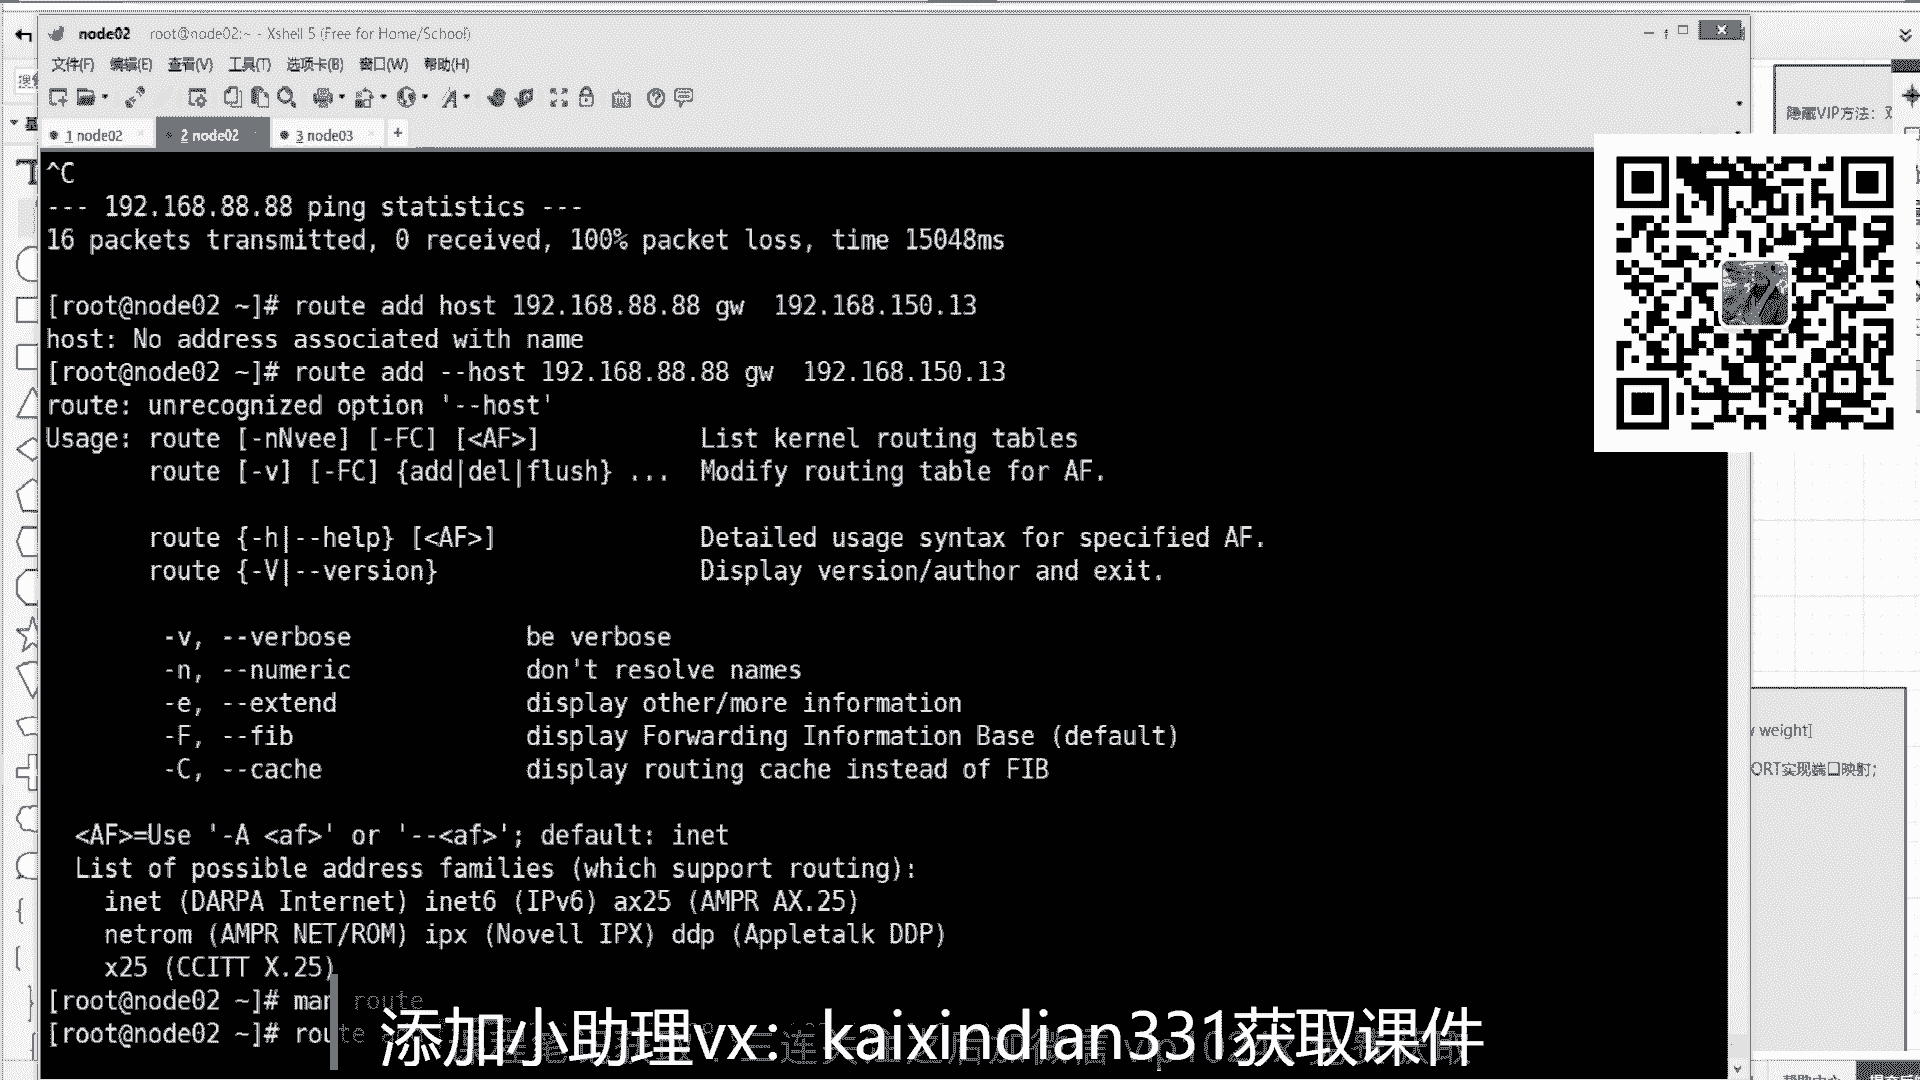 node02 root@node02:~ - Xshell 5 (Free for Home/School)
文件(F) 编辑(E) 查看(V) 工具(T) 选项卡(B) 窗口(W) 帮助(H)
隐藏VIP方法：
1 node02 2 node02 3 node03 +
^C
--- 192.168.88.88 ping statistics ---
16 packets transmitted, 0 received, 100% packet loss, time 15048ms
[root@node02 ~]# route add host 192.168.88.88 gw  192.168.150.13
host: No address associated with name
[root@node02 ~]# route add --host 192.168.88.88 gw  192.168.150.13
route: unrecognized option '--host'
Usage: route [-nNvee] [-FC] [<AF>]           List kernel routing tables
       route [-v] [-FC] {add|del|flush} ...  Modify routing table for AF.
       route {-h|--help} [<AF>]              Detailed usage syntax for specified AF.
       route {-V|--version}                  Display version/author and exit.
        -v, --verbose            be verbose
        -n, --numeric            don't resolve names
        -e, --extend             display other/more information
        -F, --fib                display Forwarding Information Base (default)
        -C, --cache              display routing cache instead of FIB
  <AF>=Use '-A <af>' or '--<af>'; default: inet
  List of possible address families (which support routing):
    inet (DARPA Internet) inet6 (IPv6) ax25 (AMPR AX.25)
    netrom (AMPR NET/ROM) ipx (Novell IPX) ddp (Appletalk DDP)
    x25 (CCITT X.25)
[root@node02 ~]# man route
[root@node02 ~]# route
weight]
ORT实现端口映射；
添加小助理vx：kaixindian331获取课件